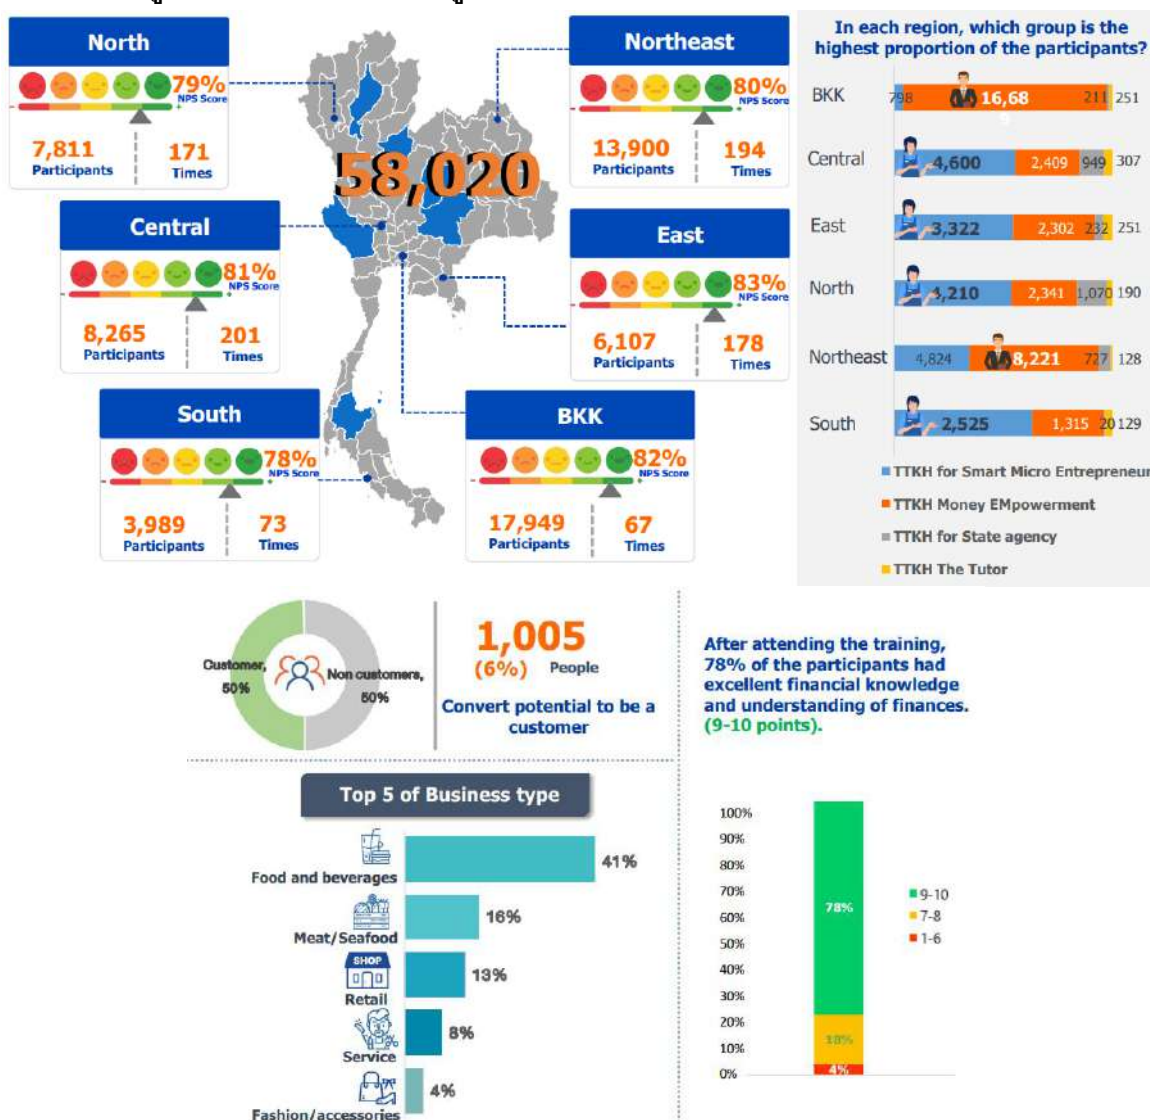 North
79%
NPS Score
7,811
Participants
171
Times
Northeast
80%
NPS Score
13,900
Participants
194
Times
58,020
Central
81%
NPS Score
8,265
Participants
201
Times
East
83%
NPS Score
6,107
Participants
178
Times
South
78%
NPS Score
3,989
Participants
73
Times
BKK
82%
NPS Score
17,949
Participants
67
Times
In each region, which group is the
highest proportion of the participants?
BKK 798 16,68 211 251
9
Central 4,600 2,409 949 307
East 3,322 2,302 232 251
North 4,210 2,341 1,070 190
Northeast 4,824 8,221 727 128
South 2,525 1,315 20 129
TTKH for Smart Micro Entrepreneur
TTKH Money EMpowerment
TTKH for State agency
TTKH The Tutor
Customer,
50%
Non customers,
50%
1,005
(6%) People
Convert potential to be a
customer
After attending the training,
78% of the participants had
excellent financial knowledge
and understanding of finances.
(9-10 points).
Top 5 of Business type
Food and beverages 41%
Meat/Seafood 16%
SHOP
Retail 13%
Service 8%
Fashion/accessories 4%
100%
90%
80%
70%
60%
50%
40%
30%
20%
10%
0%
78%
18%
4%
9-10
7-8
1-6